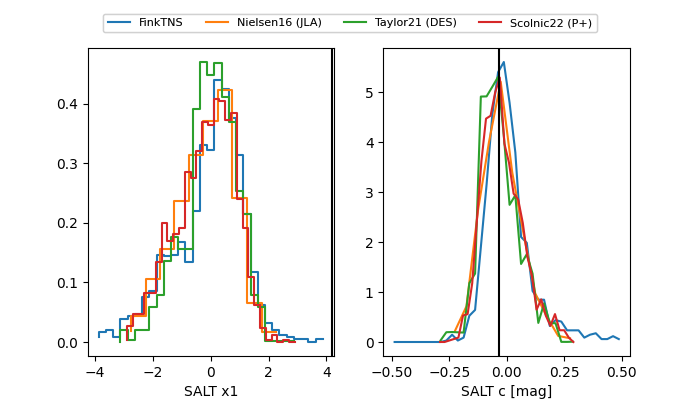 FinkTNS Nielsen16 (JLA) Taylor21 (DES) Scolnic22 (P+)
0.4
0.3
0.2
0.1
0.0
−4 −2 0 2 4
SALT x1
5
4
3
2
1
0
−0.50 −0.25 0.00 0.25 0.50
SALT c [mag]